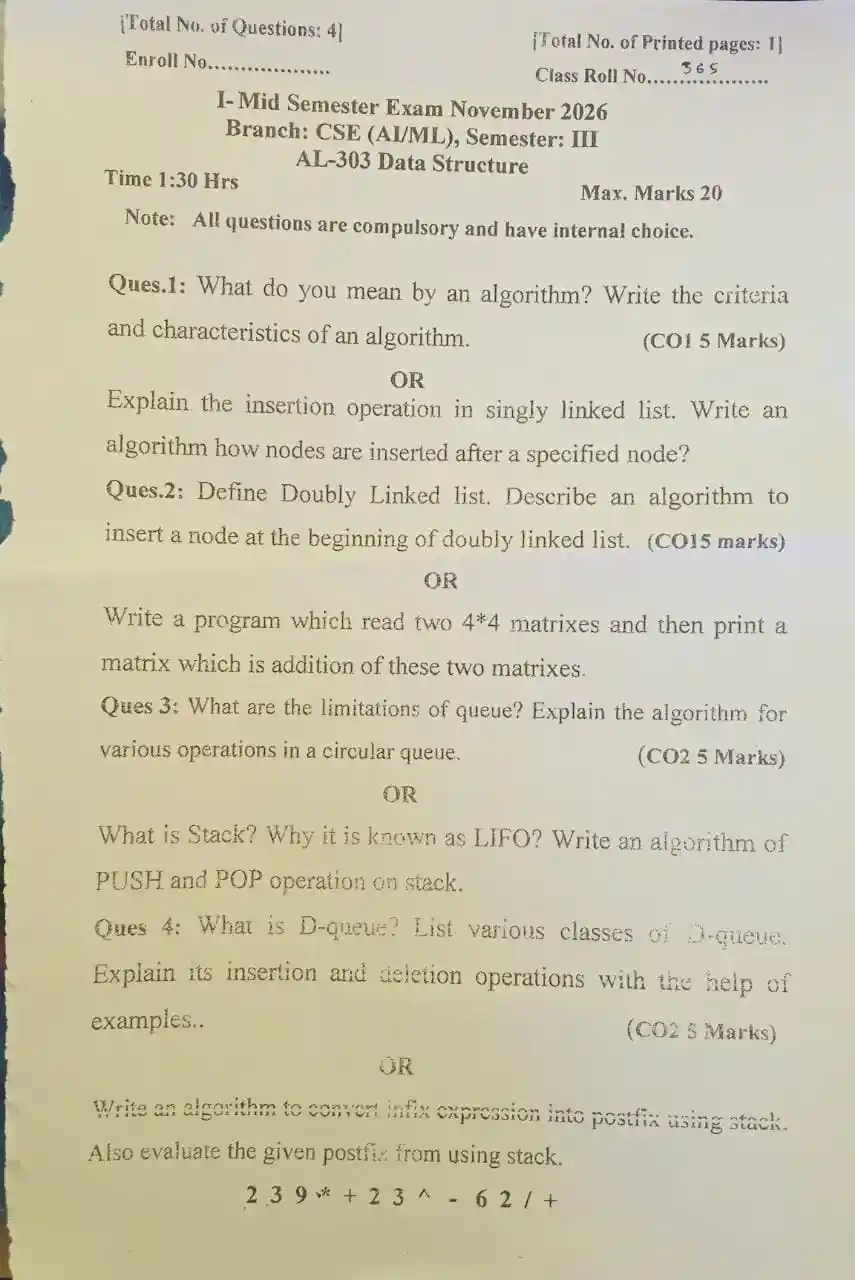 [Total No. of Questions: 4]
[Total No. of Printed pages: 1]
Enroll No...................
Class Roll No.....365.......
I- Mid Semester Exam November 2026
Branch: CSE (AI/ML), Semester: III
AL-303 Data Structure
Time 1:30 Hrs
Max. Marks 20
Note: All questions are compulsory and have internal choice.
Ques.1: What do you mean by an algorithm? Write the criteria
and characteristics of an algorithm. (CO1 5 Marks)
OR
Explain the insertion operation in singly linked list. Write an
algorithm how nodes are inserted after a specified node?
Ques.2: Define Doubly Linked list. Describe an algorithm to
insert a node at the beginning of doubly linked list. (CO15 marks)
OR
Write a program which read two 4*4 matrixes and then print a
matrix which is addition of these two matrixes.
Ques 3: What are the limitations of queue? Explain the algorithm for
various operations in a circular queue. (CO2 5 Marks)
OR
What is Stack? Why it is known as LIFO? Write an algorithm of
PUSH and POP operation on stack.
Ques 4: What is D-queue? List various classes of D-queue.
Explain its insertion and deletion operations with the help of
examples.. (CO2 5 Marks)
OR
Write an algorithm to convert infix expression into postfix using stack.
Also evaluate the given postfix from using stack.
2 3 9 * + 2 3 ^ - 6 2 / +